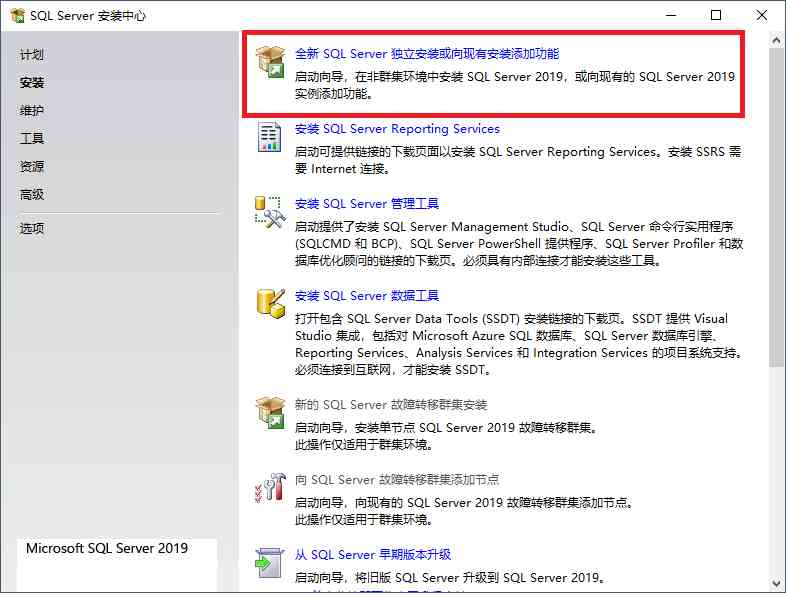 SQL Server 安装中心
计划
安装
维护
工具
资源
高级
选项
Microsoft SQL Server 2019
全新 SQL Server 独立安装或向现有安装添加功能
启动向导，在非群集环境中安装 SQL Server 2019，或向现有的 SQL Server 2019
实例添加功能。
安装 SQL Server Reporting Services
启动可提供链接的下载页面以安装 SQL Server Reporting Services。安装 SSRS 需
要 Internet 连接。
安装 SQL Server 管理工具
启动提供了安装 SQL Server Management Studio、SQL Server 命令行实用程序
(SQLCMD 和 BCP)、SQL Server PowerShell 提供程序、SQL Server Profiler 和数
据库优化顾问的链接的下载页。必须具有内部连接才能安装这些工具。
安装 SQL Server 数据工具
打开包含 SQL Server Data Tools (SSDT) 安装链接的下载页。SSDT 提供 Visual
Studio 集成，包括对 Microsoft Azure SQL 数据库、SQL Server 数据库引擎、
Reporting Services、Analysis Services 和 Integration Services 的项目系统支持。
必须连接到互联网，才能安装 SSDT。
新的 SQL Server 故障转移群集安装
启动向导，安装单节点 SQL Server 2019 故障转移群集。
此操作仅适用于群集环境。
向 SQL Server 故障转移群集添加节点
启动向导，向现有的 SQL Server 2019 故障转移群集添加节点。
此操作仅适用于群集环境。
从 SQL Server 早期版本升级
启动向导，将旧版 SQL Server 升级到 SQL Server 2019。